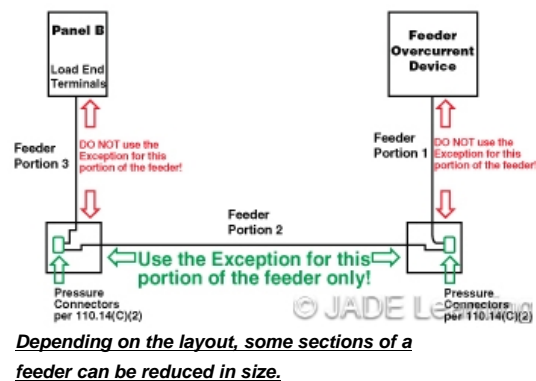 Panel B
Load End
Terminals
Feeder
Overcurrent
Device
Feeder
Portion 3
DO NOT use the
Exception for this
portion of the feeder!
Feeder
Portion 1
DO NOT use the
Exception for this
portion of the feeder!
Feeder
Portion 2
Use the Exception for this
portion of the feeder only!
Pressure
Connectors
per 110.14(C)(2)
Pressure
Connectors
per 110.14(C)(2)
© JADE Learning
Depending on the layout, some sections of a
feeder can be reduced in size.